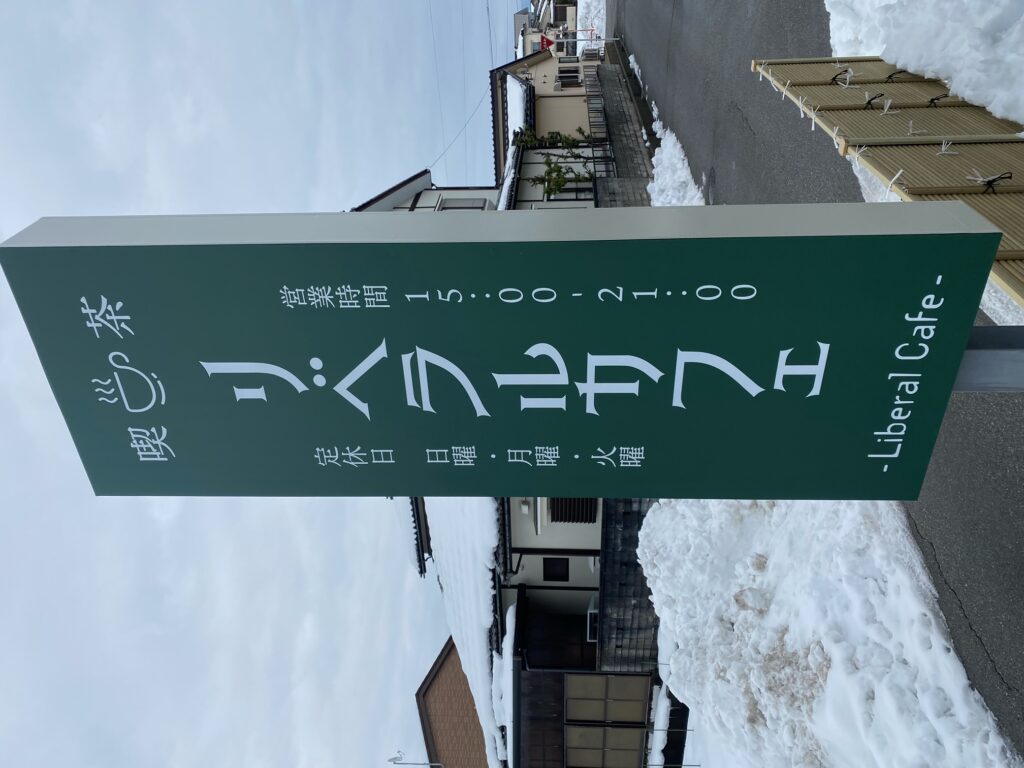 喫茶
営業時間 15:00-21:00
リベラルカフェ
定休日 日曜・月曜・火曜
- Liberal Cafe -